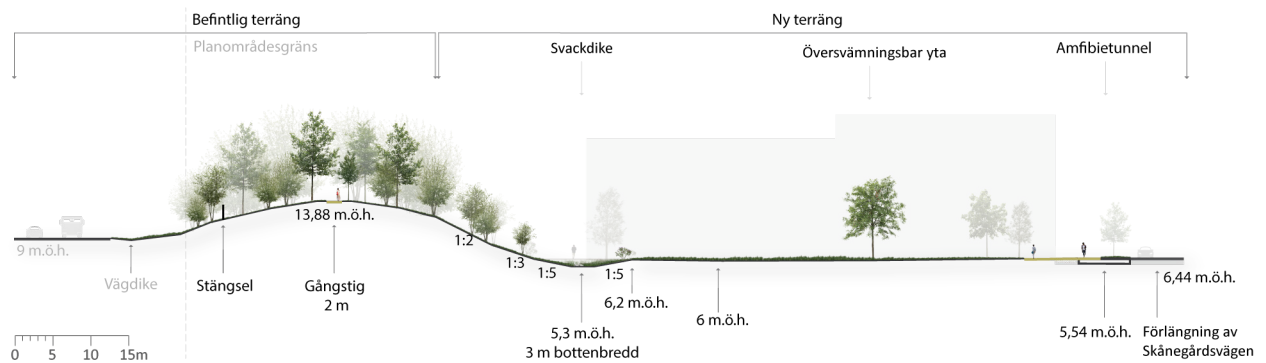 Befintlig terräng
Ny terräng
Planområdesgräns
Svackdike
Översvämningsbar yta
Amfibietunnel
13,88 m.ö.h.
9 m.ö.h.
1:2
1:3
1:5
1:5
Vägdike
Stängsel
Gångstig
2 m
6,2 m.ö.h.
6 m.ö.h.
6,44 m.ö.h.
5,3 m.ö.h.
3 m bottenbredd
5,54 m.ö.h.
Förlängning av
Skånegårdsvägen
0 5 10 15m